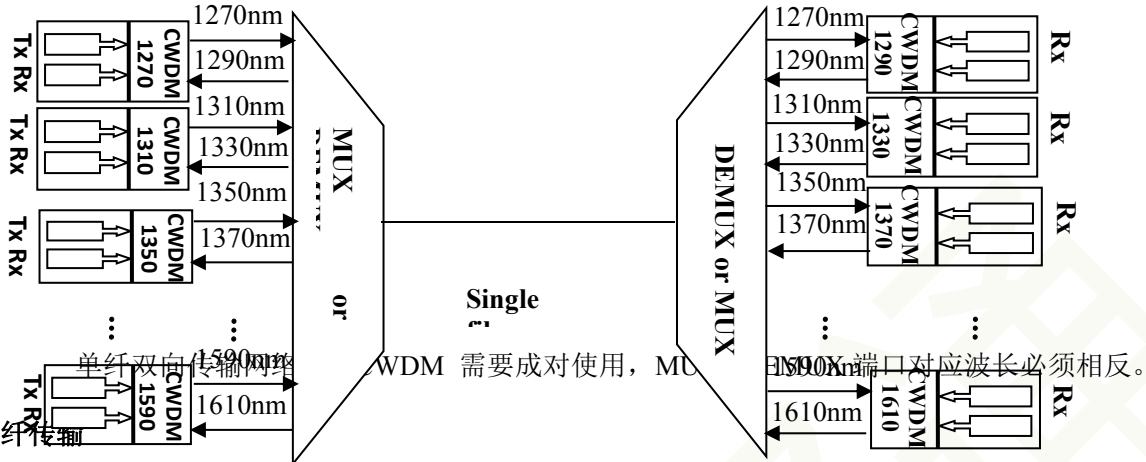 1270nm
1270nm
Tx Rx
CWDM 1270
1290nm
1290nm
CWDM 1290
Rx
1310nm
1310nm
Tx Rx
CWDM 1310
1330nm
1330nm
CWDM 1330
Rx
MUX
or
DEMUX or MUX
1350nm
1350nm
Tx Rx
CWDM 1350
1370nm
1370nm
CWDM 1370
Rx
Single
...
...
...
...
单纤双向传输网络 CWDM 需要成对使用，MU 端口对应波长必须相反。
1590nm
1590nm
Tx Rx
CWDM 1590
1610nm
1610nm
CWDM 1610
Rx
纤传输